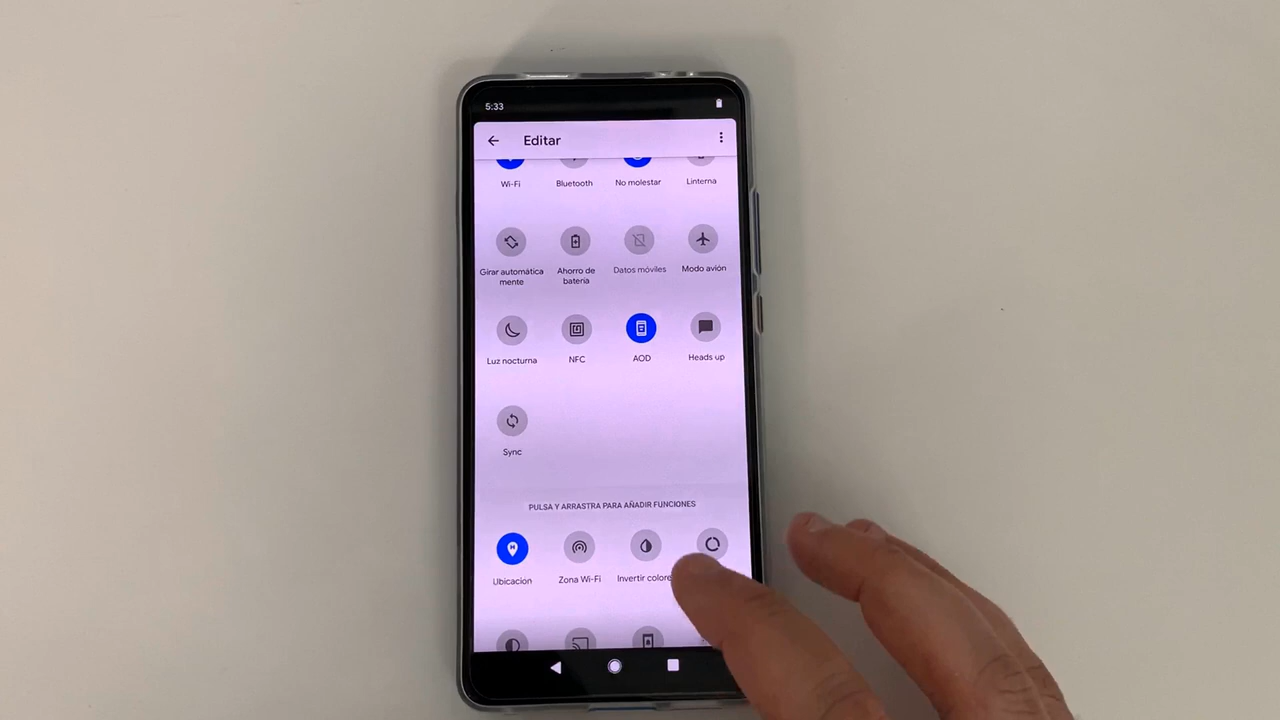 5:33
Editar
Wi-Fi
Bluetooth
No molestar
Linterna
Girar automática
mente
Ahorro de
batería
Datos móviles
Modo avión
Luz nocturna
NFC
AOD
Heads up
Sync
PULSA Y ARRASTRA PARA AÑADIR FUNCIONES
Ubicacion
Zona Wi-Fi
Invertir colore